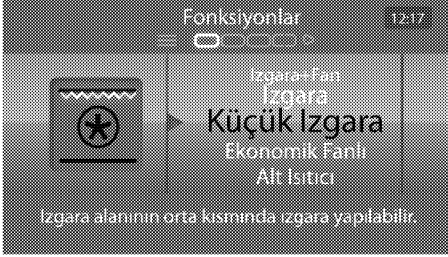 Fonksiyonlar
12:17
Izgara+Fan
Izgara
Küçük Izgara
Ekonomik Fanlı
Alt Isıtıcı
Izgara alanının orta kısmında ızgara yapılabilir.